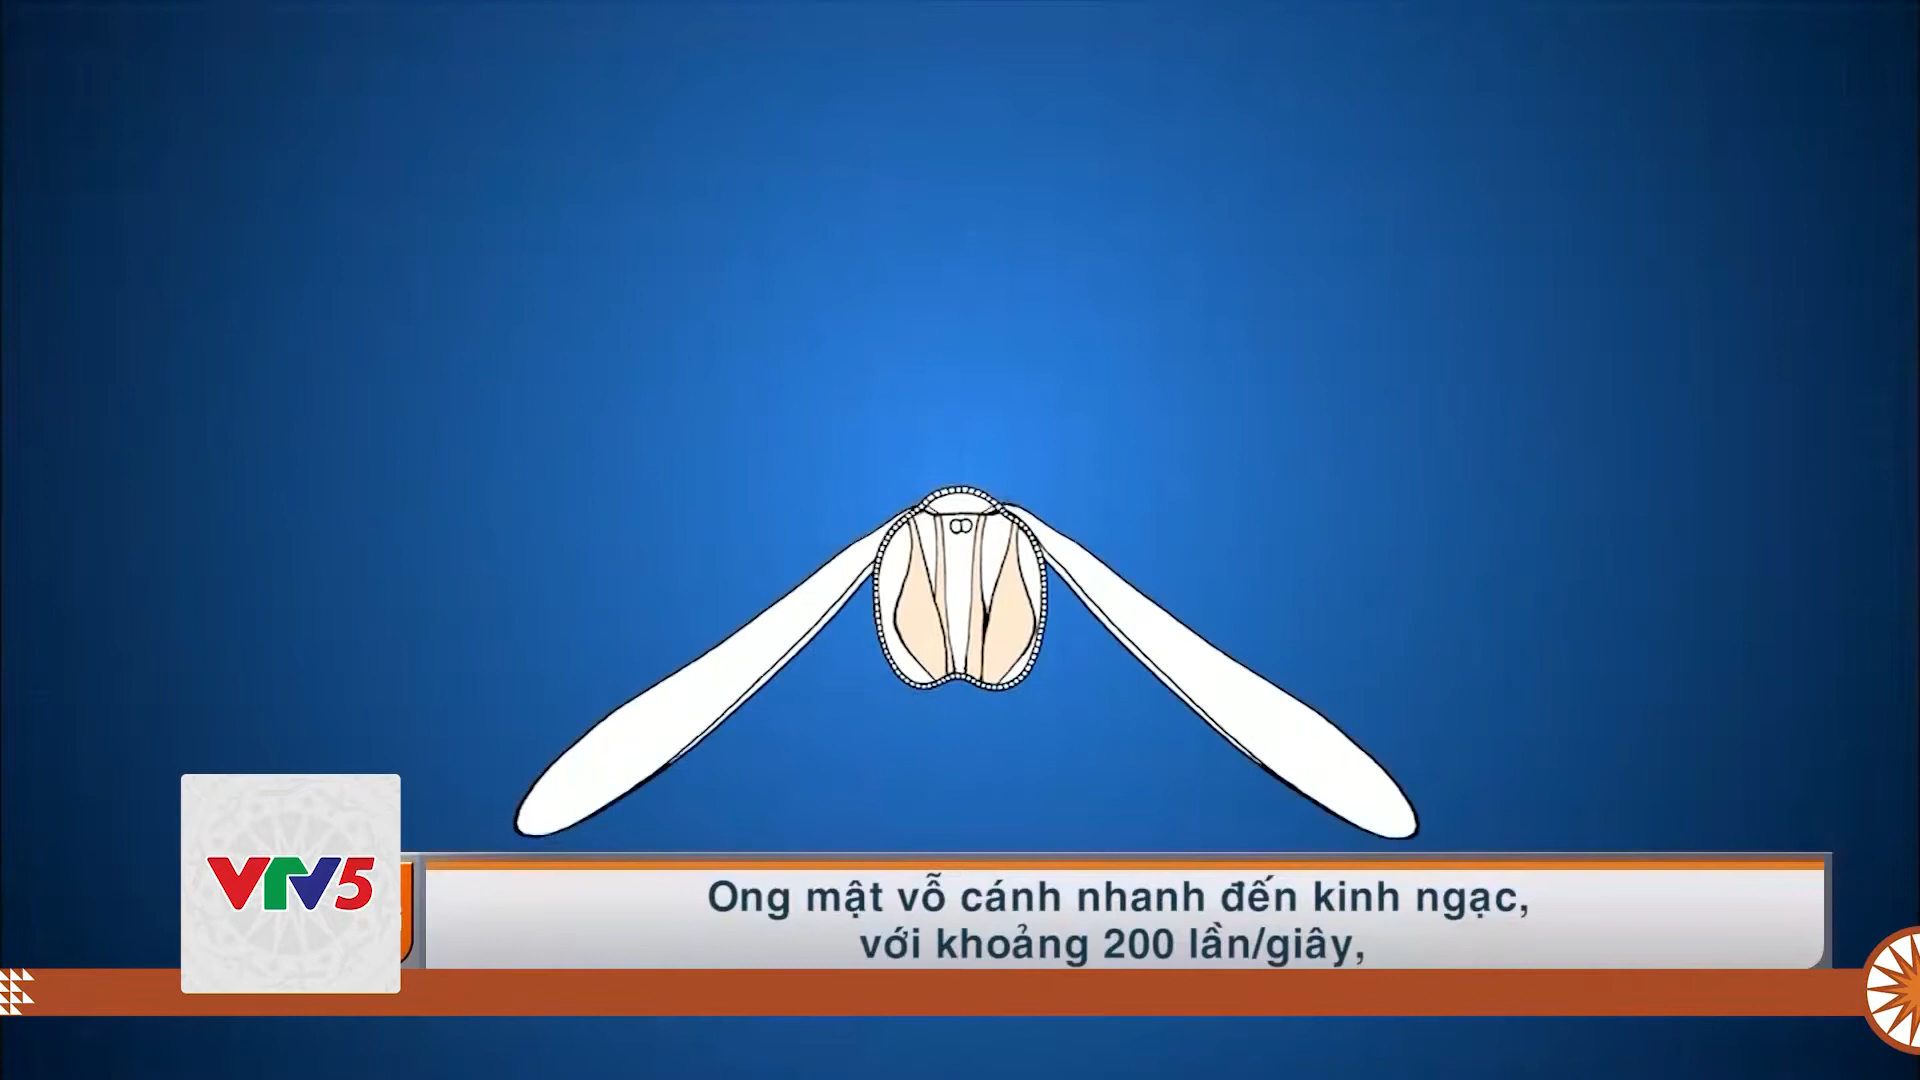 VTV5
Ong mật vỗ cánh nhanh đến kinh ngạc,
với khoảng 200 lần/giây,